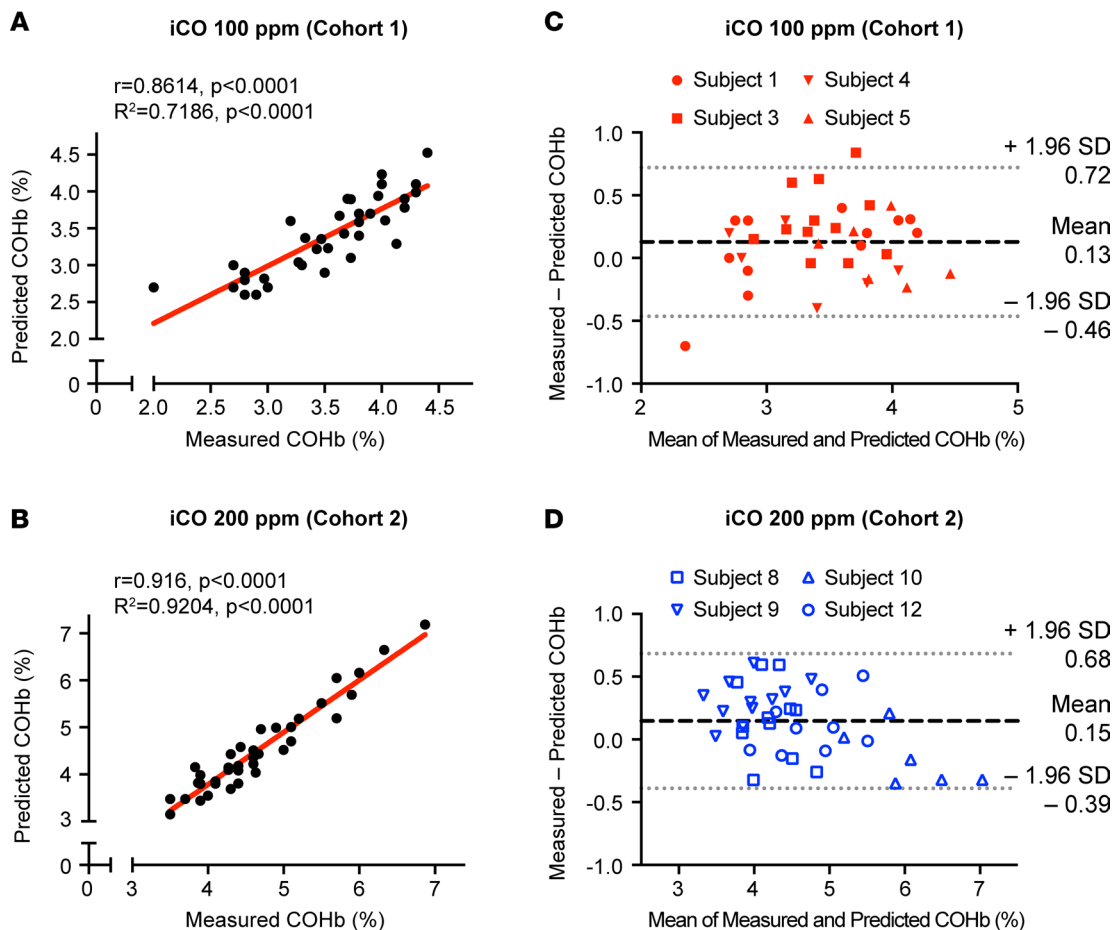 A
iCO 100 ppm (Cohort 1)
r=0.8614, p<0.0001
R²=0.7186, p<0.0001
Predicted COHb (%)
4.5
4.0
3.5
3.0
2.5
2.0
0
0 2.0 2.5 3.0 3.5 4.0 4.5
Measured COHb (%)
C
iCO 100 ppm (Cohort 1)
Subject 1 Subject 4
Subject 3 Subject 5
Measured – Predicted COHb
1.0
0.5
0.0
-0.5
-1.0
+ 1.96 SD
0.72
Mean
0.13
– 1.96 SD
– 0.46
2 3 4 5
Mean of Measured and Predicted COHb (%)
B
iCO 200 ppm (Cohort 2)
r=0.916, p<0.0001
R²=0.9204, p<0.0001
Predicted COHb (%)
7
6
5
4
3
0
0 3 4 5 6 7
Measured COHb (%)
D
iCO 200 ppm (Cohort 2)
Subject 8 Subject 10
Subject 9 Subject 12
Measured – Predicted COHb
1.0
0.5
0.0
-0.5
-1.0
+ 1.96 SD
0.68
Mean
0.15
– 1.96 SD
– 0.39
3 4 5 6 7
Mean of Measured and Predicted COHb (%)